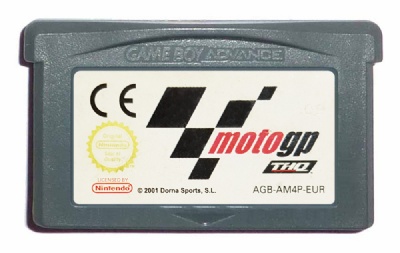 GAME BOY ADVANCE
CE
motogp
THQ
LICENSED BY
Nintendo
© 2001 Dorna Sports, S.L.
AGB-AM4P-EUR